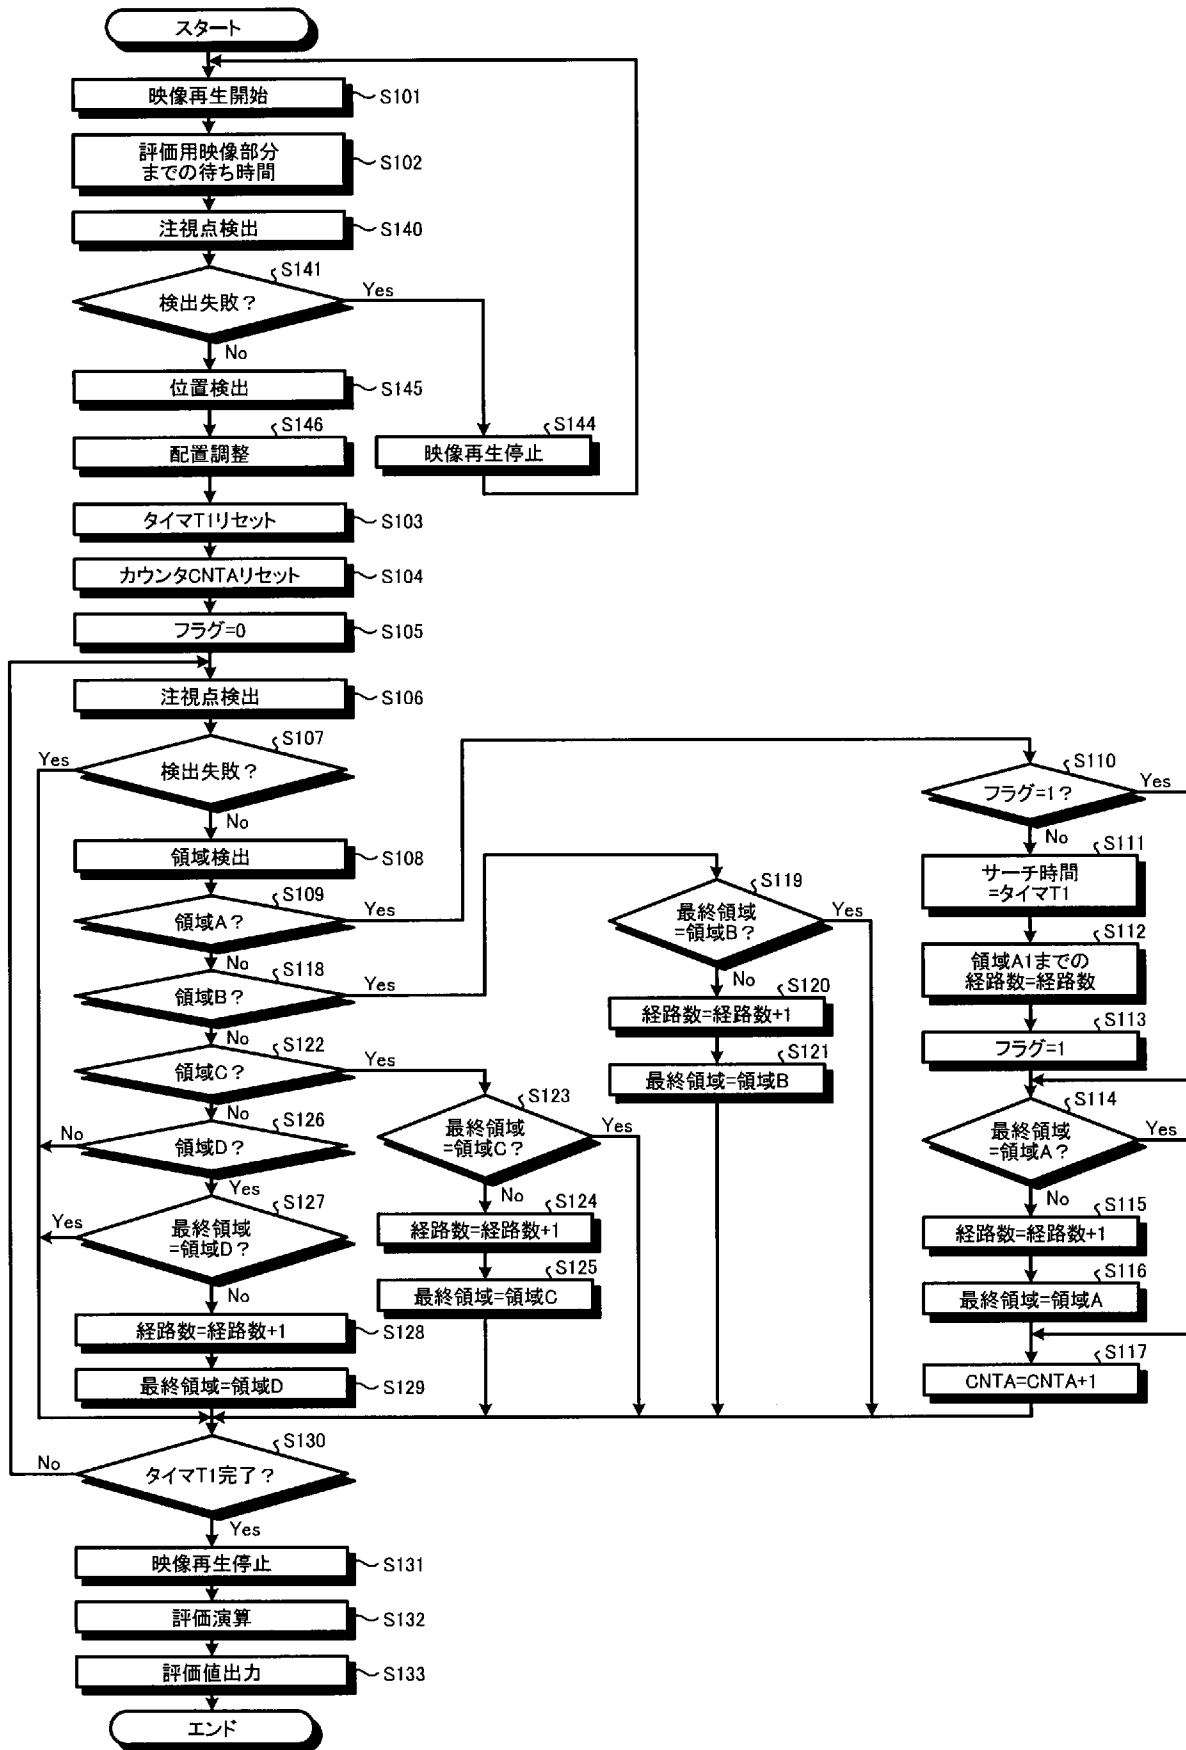 スタート
映像再生開始
S101
評価用映像部分
までの待ち時間
S102
注視点検出
S140
S141
検出失敗？
Yes
No
位置検出
S145
S146
配置調整
S144
映像再生停止
タイマT1リセット
S103
カウンタCNTAリセット
S104
フラグ=0
S105
注視点検出
S106
S107
検出失敗？
Yes
No
領域検出
S108
S109
領域A？
Yes
No
S118
領域B？
Yes
No
S122
領域C？
Yes
No
S126
領域D？
No
Yes
S127
最終領域
=領域D？
Yes
No
経路数=経路数+1
S128
最終領域=領域D
S129
S123
最終領域
=領域C？
Yes
No
S124
経路数=経路数+1
S125
最終領域=領域C
S119
最終領域
=領域B？
Yes
No
S120
経路数=経路数+1
S121
最終領域=領域B
S110
フラグ=1？
Yes
No
S111
サーチ時間
=タイマT1
S112
領域A1までの
経路数=経路数
S113
フラグ=1
S114
最終領域
=領域A？
Yes
No
S115
経路数=経路数+1
S116
最終領域=領域A
S117
CNTA=CNTA+1
S130
タイマT1完了？
No
Yes
映像再生停止
S131
評価演算
S132
評価値出力
S133
エンド